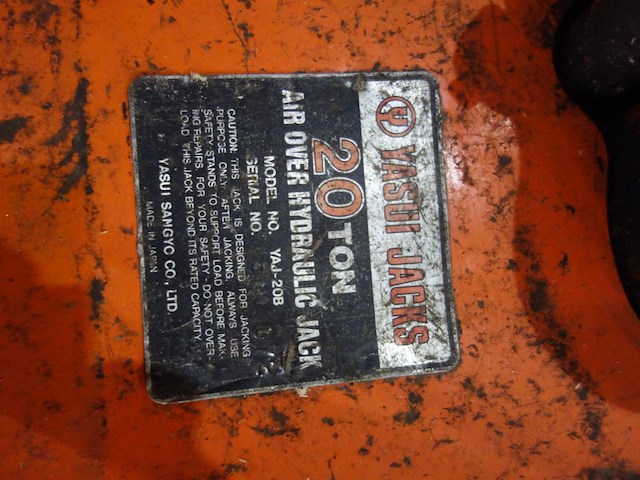 YASUI JACKS
20 TON
AIR OVER HYDRAULIC JACK
MODEL NO. YAJ-20B
SERIAL NO.
CAUTION: THIS JACK IS DESIGNED FOR JACKING
PURPOSE ONLY. AFTER JACKING, ALWAYS USE
SAFETY STANDS TO SUPPORT LOAD BEFORE MAK-
ING REPAIRS. FOR YOUR SAFETY - DO NOT OVER-
LOAD THIS JACK BEYOND ITS RATED CAPACITY.
YASUI SANGYO CO., LTD.
MADE IN JAPAN